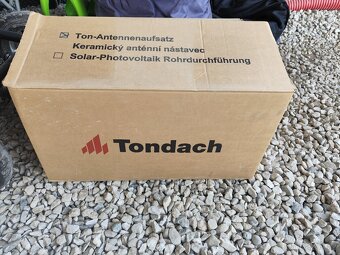 Ton-Antennenaufsatz
Keramický anténní nástavec
Solar-Photovoltaik Rohrdurchführung
Tondach